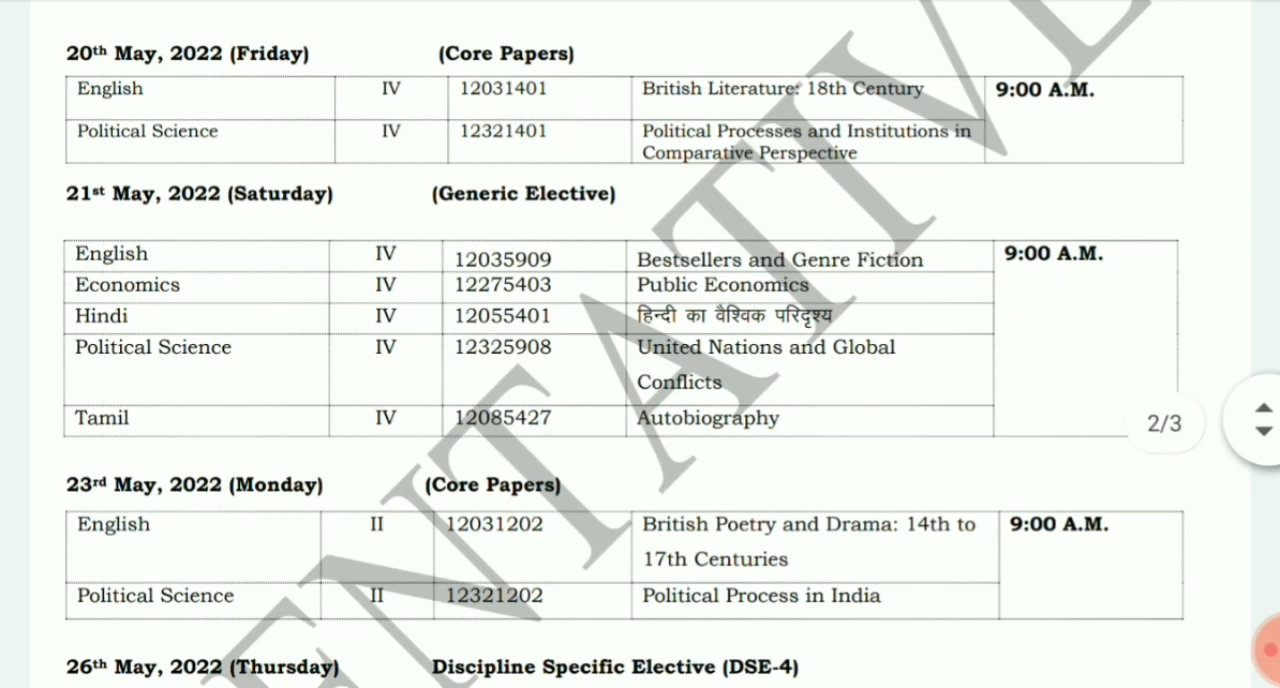 20th May, 2022 (Friday) (Core Papers)
English IV 12031401 British Literature: 18th Century 9:00 A.M.
Political Science IV 12321401 Political Processes and Institutions in
Comparative Perspective
21st May, 2022 (Saturday) (Generic Elective)
English IV 12035909 Bestsellers and Genre Fiction 9:00 A.M.
Economics IV 12275403 Public Economics
Hindi IV 12055401 हिन्दी का वैश्विक परिदृश्य
Political Science IV 12325908 United Nations and Global
Conflicts
Tamil IV 12085427 Autobiography
2/3
23rd May, 2022 (Monday) (Core Papers)
English II 12031202 British Poetry and Drama: 14th to 9:00 A.M.
17th Centuries
Political Science II 12321202 Political Process in India
26th May, 2022 (Thursday) Discipline Specific Elective (DSE-4)
ENTATIVE